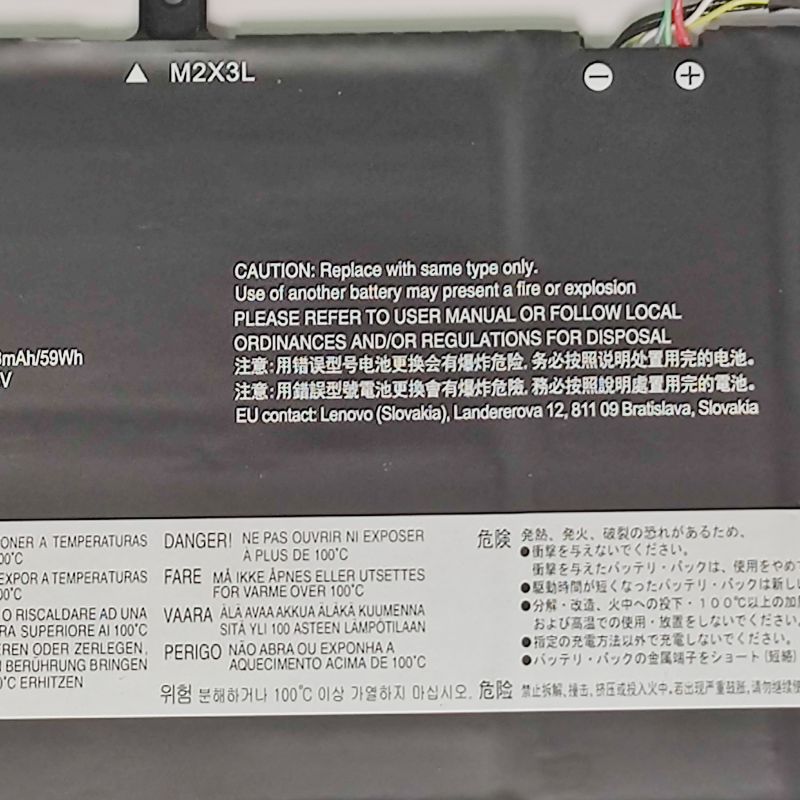 ▲ M2X3L
− +
CAUTION: Replace with same type only.
Use of another battery may present a fire or explosion
PLEASE REFER TO USER MANUAL OR FOLLOW LOCAL
ORDINANCES AND/OR REGULATIONS FOR DISPOSAL
注意: 用错误型号电池更换会有爆炸危险, 务必按照说明处置用完的电池。
注意: 用錯誤型號電池更換會有爆炸危險, 務必按照說明處置用完的電池。
EU contact: Lenovo (Slovakia), Landererova 12, 811 09 Bratislava, Slovakia
mAh/59Wh
V
ONER A TEMPERATURAS
00°C
EXPOR A TEMPERATURAS
00°C
O RISCALDARE AD UNA
RA SUPERIORE AI 100°C
EREN ODER ZERLEGEN,
N BERÜHRUNG BRINGEN
0°C ERHITZEN
DANGER! NE PAS OUVRIR NI EXPOSER
À PLUS DE 100°C
FARE MÅ IKKE ÅPNES ELLER UTSETTES
FOR VARME OVER 100°C
VAARA ÄLÄ AVAA AKKUA ÄLÄKÄ KUUMENNA
SITÄ YLI 100 ASTEEN LÄMPÖTILAAN
PERIGO NÃO ABRA OU EXPONHA A
AQUECIMENTO ACIMA DE 100°C
위험 분해하거나 100°C 이상 가열하지 마십시오.
危険 発熱、発火、破裂の恐れがあるため、
●衝撃を与えないでください。
衝撃を与えたバッテリ・パックは、使用をやめ
●駆動時間が短くなったバッテリ・パックは新し
●分解・改造、火中への投下・100℃以上の加
および高温での使用・放置をしないでください
●指定の充電方法以外で充電しないでください。
●バッテリ・パックの金属端子をショート(短絡)
危险 禁止拆解、撞击、挤压或投入火中。若出现严重鼓胀,请勿继续使